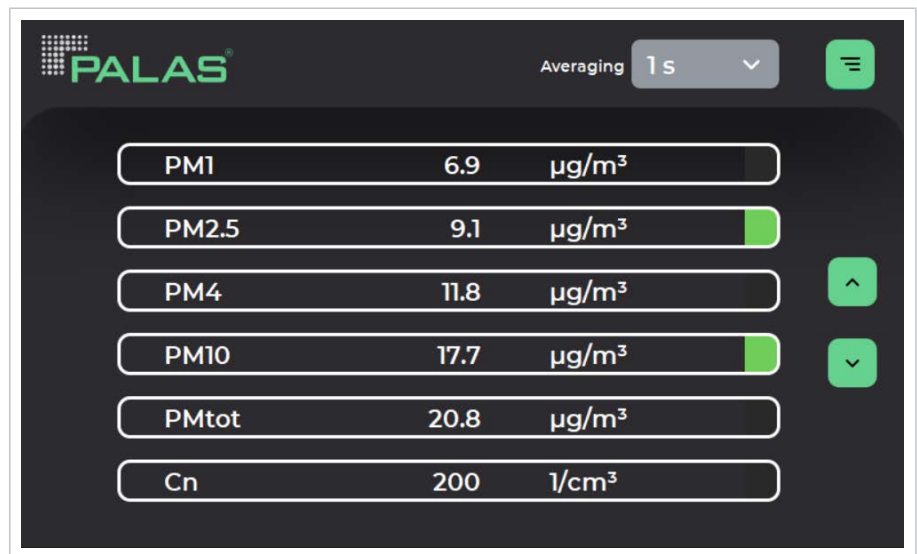 PALAS®
Averaging 1 s
PM1 6.9 µg/m³
PM2.5 9.1 µg/m³
PM4 11.8 µg/m³
PM10 17.7 µg/m³
PMtot 20.8 µg/m³
Cn 200 1/cm³